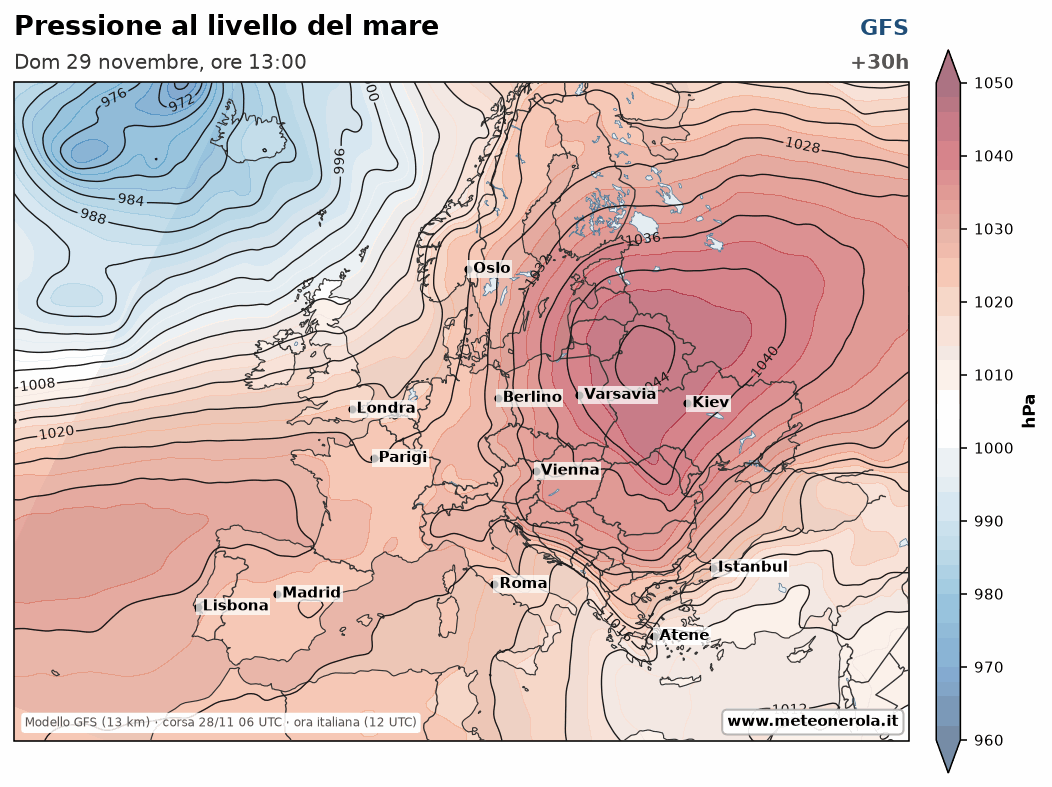 Pressione al livello del mare
GFS
Dom 29 novembre, ore 13:00
+30h
976
972
984
988
996
1028
1036
1032
1040
1008
1020
1016
1012
Oslo
Berlino
Varsavia
Kiev
Londra
Parigi
Vienna
Istanbul
Roma
Madrid
Lisbona
Atene
Modello GFS (13 km) · corsa 28/11 06 UTC · ora italiana (12 UTC)
www.meteonerola.it
1050
1040
1030
1020
1010
1000
990
980
970
960
hPa